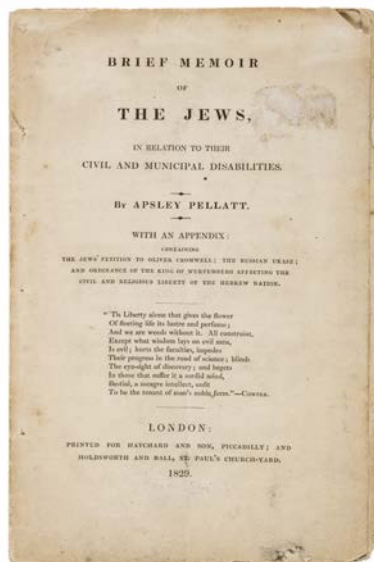 BRIEF MEMOIR
OF
THE JEWS,
IN RELATION TO THEIR
CIVIL AND MUNICIPAL DISABILITIES.
BY APSLEY PELLATT.
WITH AN APPENDIX:
CONTAINING
THE JEWS' PETITION TO OLIVER CROMWELL; THE RUSSIAN UKASE;
AND ORDINANCE OF THE KING OF WURTEMBERG AFFECTING THE
CIVIL AND RELIGIOUS LIBERTY OF THE HEBREW NATION.
"'Tis Liberty alone that gives the flower
Of fleeting life its lustre and perfume;
And we are weeds without it. All constraint,
Except what wisdom lays on evil men,
Is evil; hurts the faculties, impedes
Their progress in the road of science; blinds
The eye-sight of discovery; and begets
In those that suffer it a sordid mind,
Bestial, a meagre intellect, unfit
To be the tenant of man's noble form."—COWPER.
LONDON:
PRINTED FOR HATCHARD AND SON, PICCADILLY; AND
HOLDSWORTH AND BALL, ST. PAUL'S CHURCH-YARD.
1829.